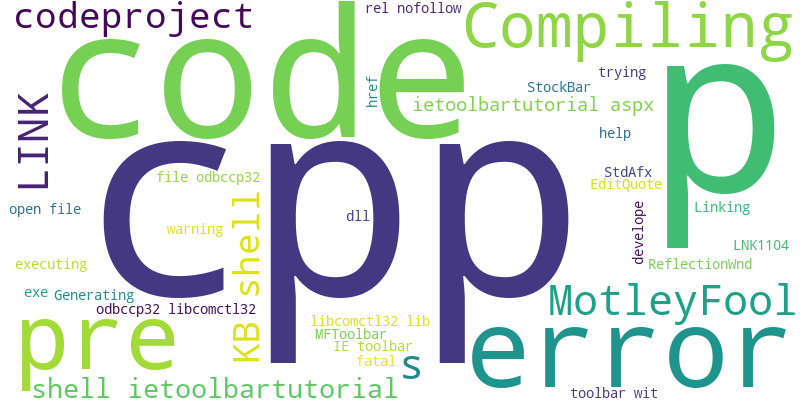 codeproject
rel nofollow
Compiling
code
p
trying
href
StockBar
ietoolbartutorial aspx
LINK
help
cpp
file odbccp32
StdAfx
EditQuote
open file
KB shell
dll
develope
Linking
warning
LNK1104
executing
ReflectionWnd
exe
Generating
odbccp32 libcomctl32
MotleyFool
pre
libcomctl32 lib
MFToolbar
IE toolbar
error
fatal
s
shell ietoolbartutorial
toolbar wit